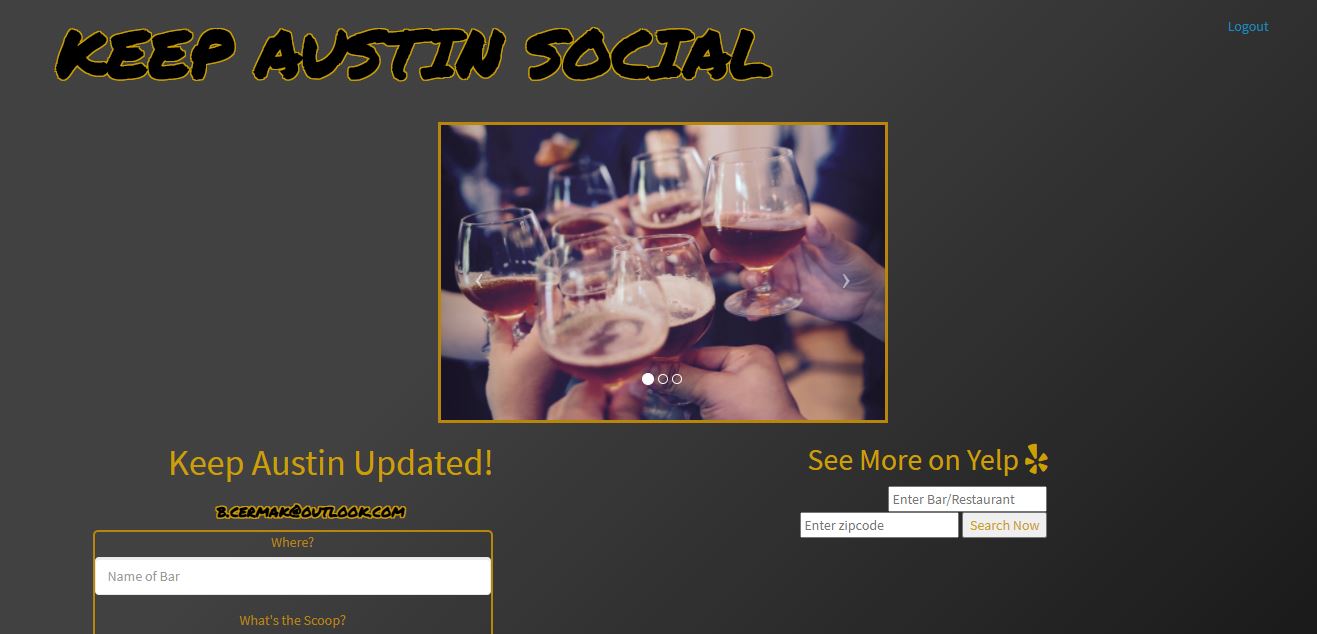 KEEP AUSTIN SOCIAL
Logout
Keep Austin Updated!
B.CERMAK@OUTLOOK.COM
Where?
Name of Bar
What's the Scoop?
See More on Yelp
Enter Bar/Restaurant
Enter zipcode
Search Now